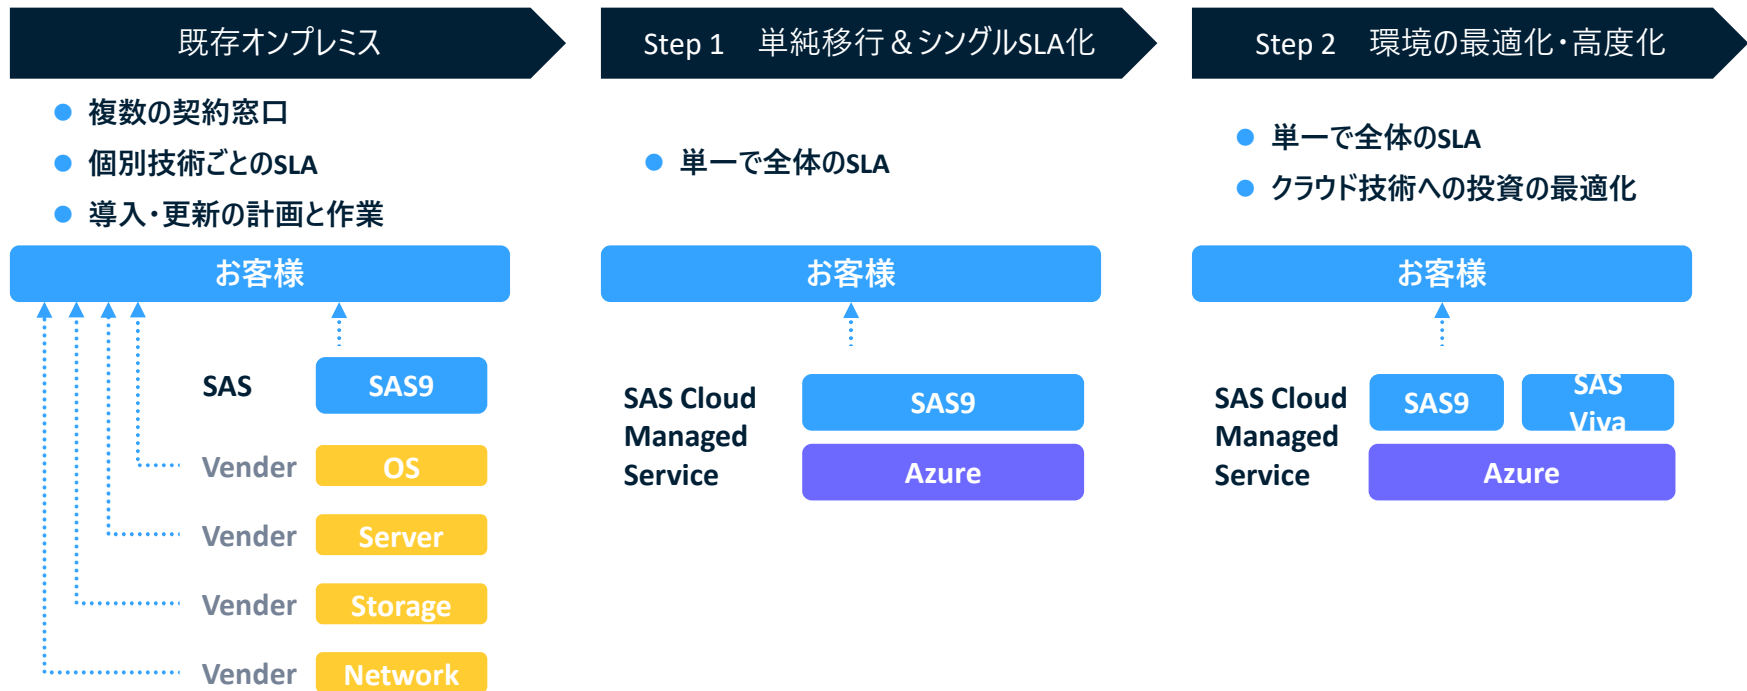 既存オンプレミス
複数の契約窓口
個別技術ごとのSLA
導入・更新の計画と作業
お客様
SAS
SAS9
Vender
OS
Vender
Server
Vender
Storage
Vender
Network
Step 1 単純移行＆シングルSLA化
単一で全体のSLA
お客様
SAS Cloud
Managed
Service
SAS9
Azure
Step 2 環境の最適化・高度化
単一で全体のSLA
クラウド技術への投資の最適化
お客様
SAS Cloud
Managed
Service
SAS9
SAS
Viya
Azure